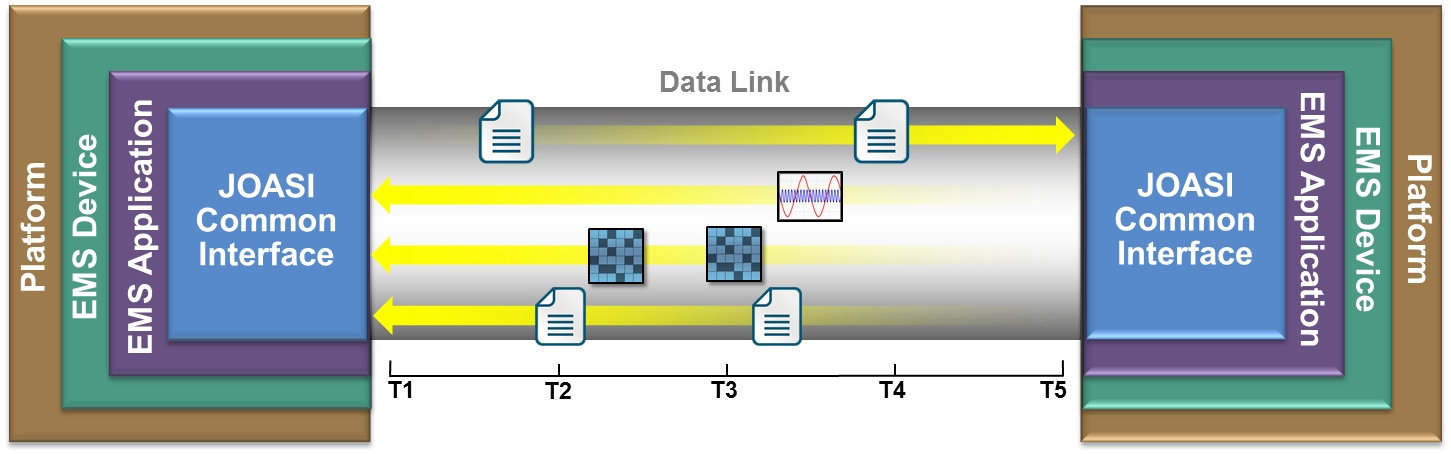 Platform
EMS Device
EMS Application
JOASI
Common
Interface
Data Link
T1
T2
T3
T4
T5
JOASI
Common
Interface
EMS Application
EMS Device
Platform